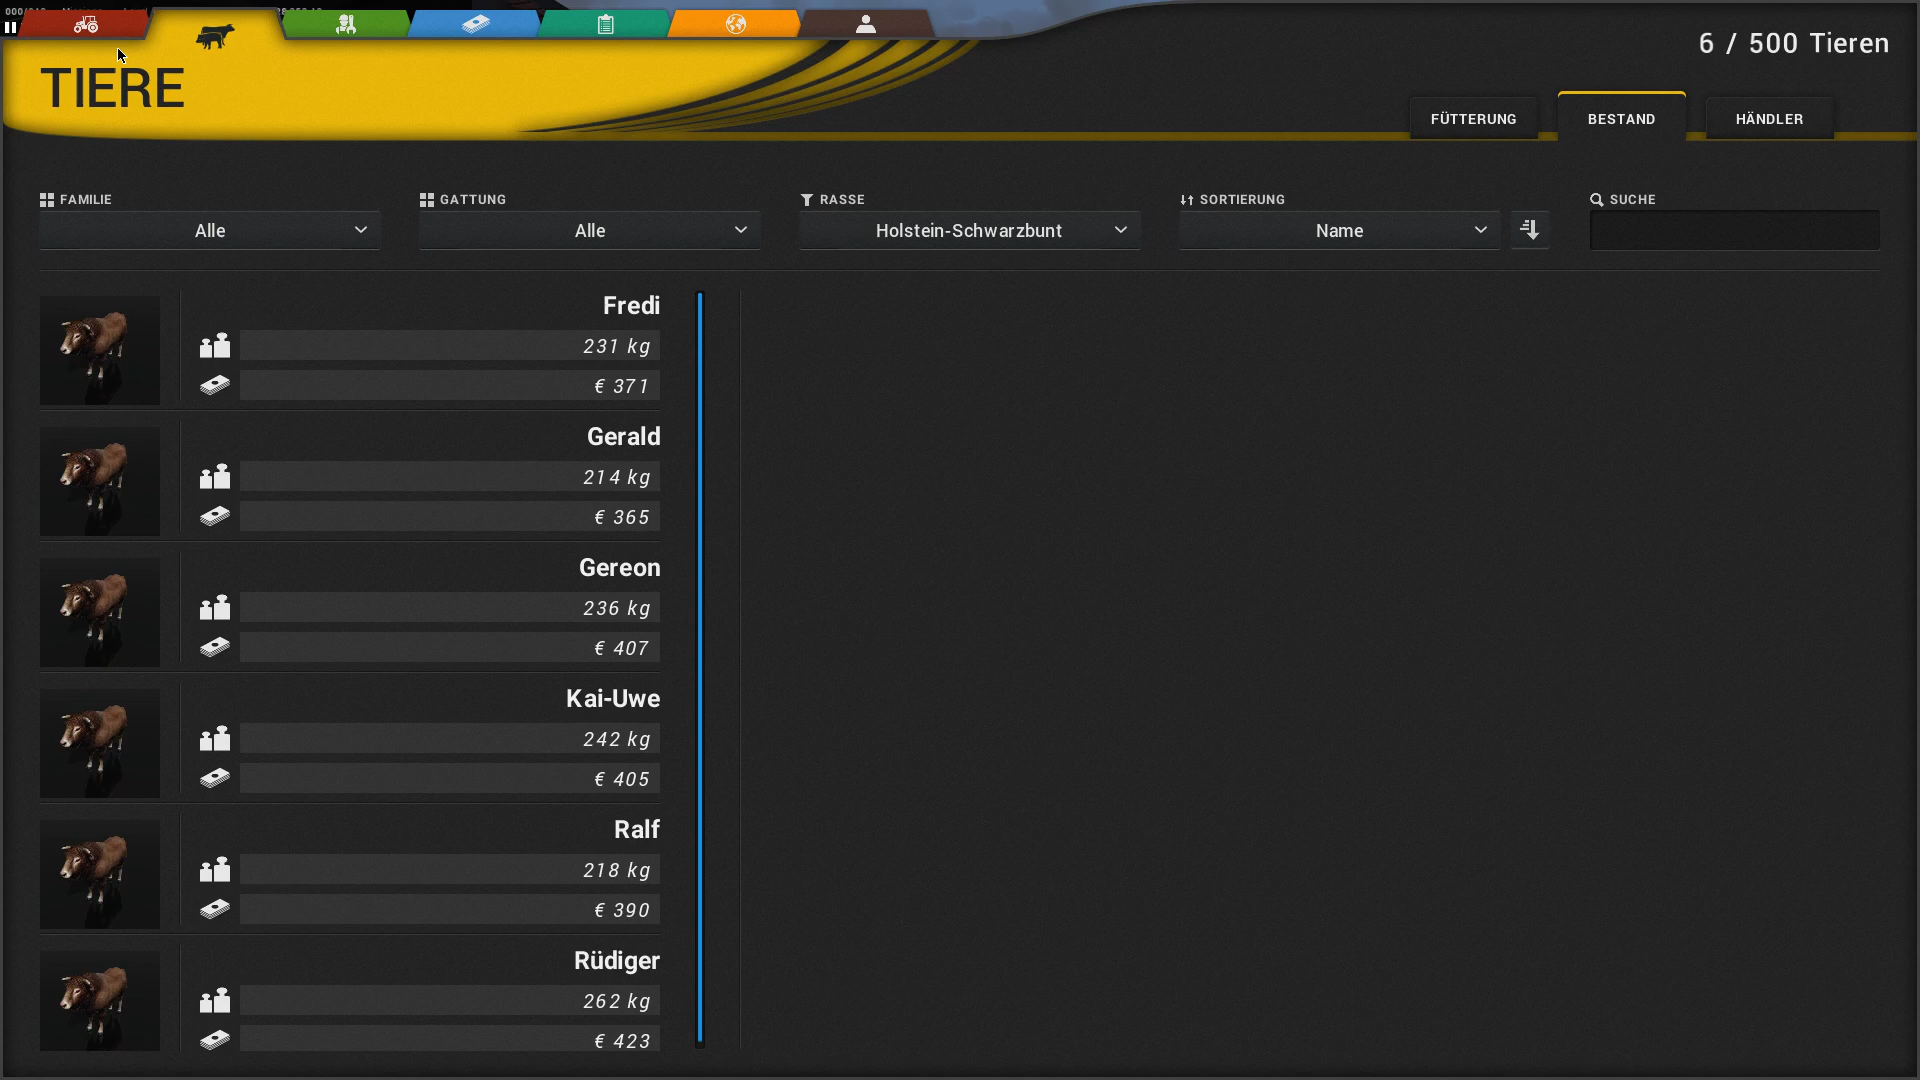 6 / 500 Tieren
TIERE
FÜTTERUNG
BESTAND
HÄNDLER
FAMILIE
GATTUNG
RASSE
SORTIERUNG
SUCHE
Alle
Alle
Holstein-Schwarzbunt
Name
Fredi
231 kg
€ 371
Gerald
214 kg
€ 365
Gereon
236 kg
€ 407
Kai-Uwe
242 kg
€ 405
Ralf
218 kg
€ 390
Rüdiger
262 kg
€ 423